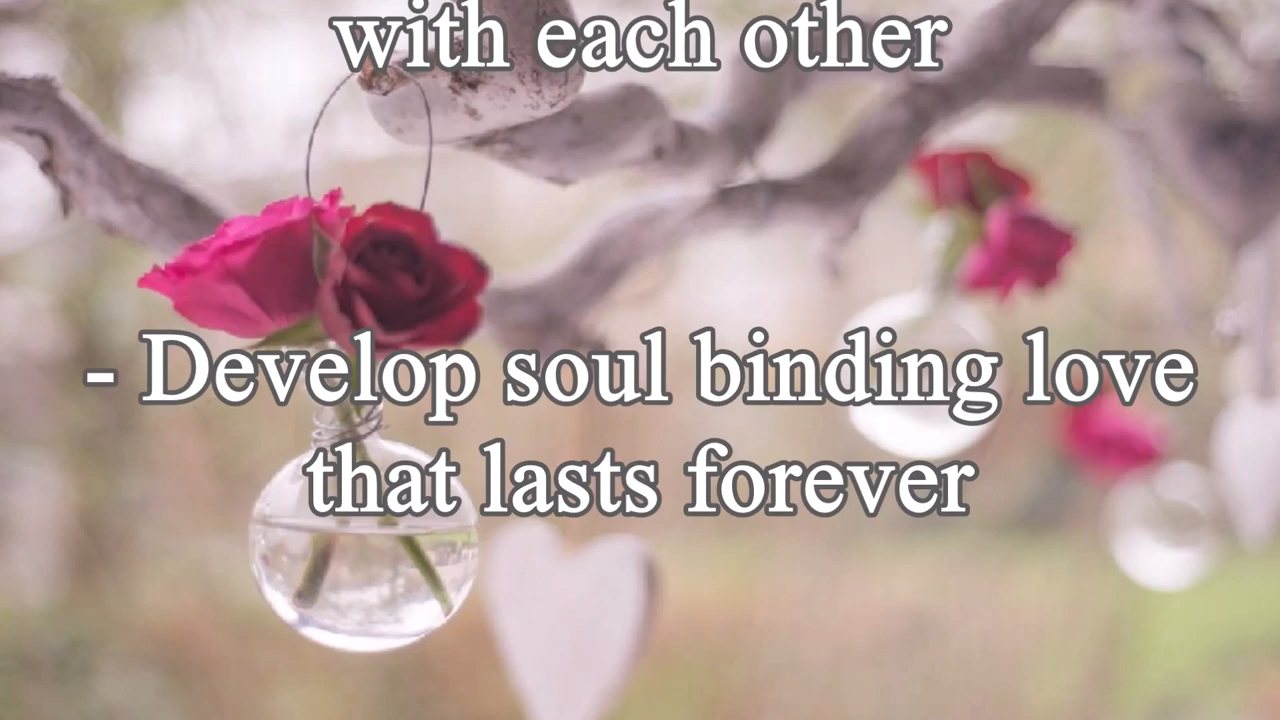 with each other
- Develop soul binding love
that lasts forever